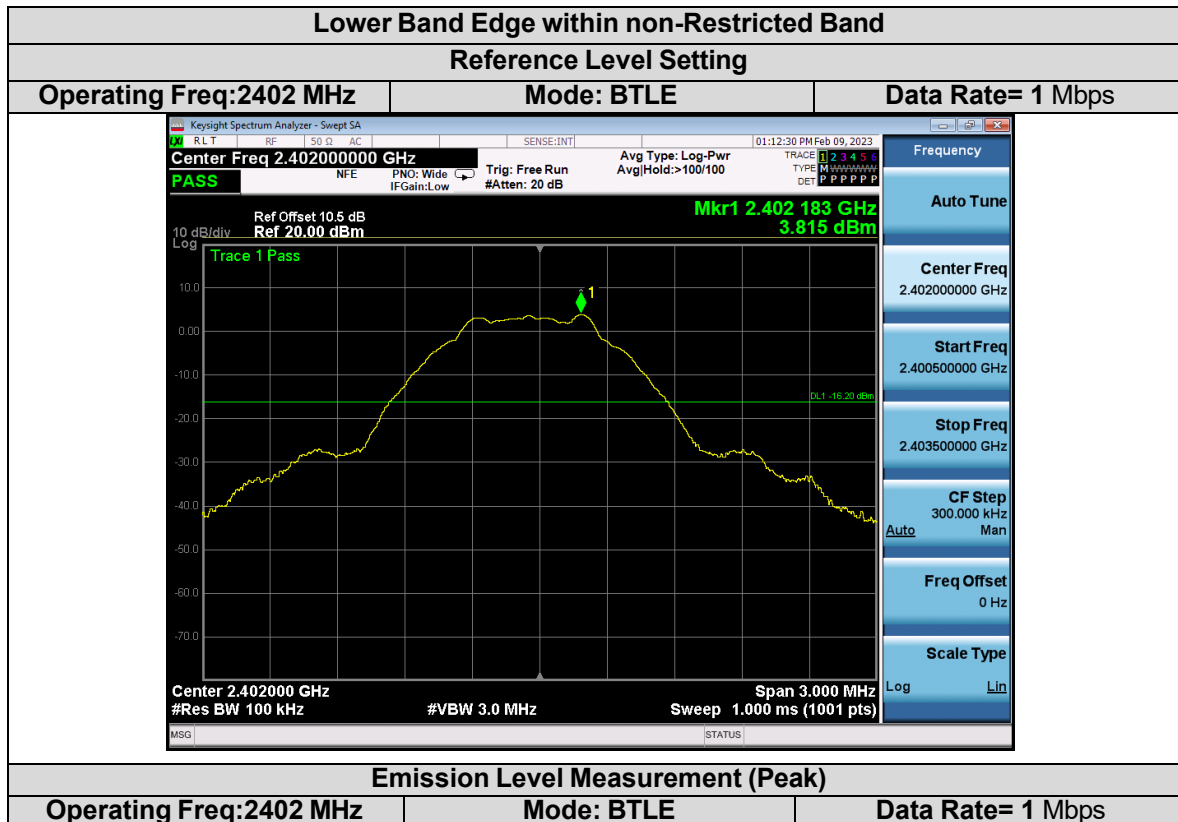 Lower Band Edge within non-Restricted Band
Reference Level Setting
Operating Freq:2402 MHz Mode: BTLE Data Rate= 1 Mbps
Keysight Spectrum Analyzer - Swept SA
LXI RLT RF 50 Ω AC SENSE:INT 01:12:30 PM Feb 09, 2023
Center Freq 2.402000000 GHz
PASS
NFE
PNO: Wide
IFGain:Low
Trig: Free Run
#Atten: 20 dB
Avg Type: Log-Pwr
Avg|Hold:>100/100
TRACE 1 2 3 4 5 6
TYPE M WWWWW
DET P P P P P P
Mkr1 2.402 183 GHz
3.815 dBm
Ref Offset 10.5 dB
10 dB/div Ref 20.00 dBm
Log
Trace 1 Pass
1
10.0
0.00
-10.0
DL1 -16.20 dBm
-20.0
-30.0
-40.0
-50.0
-60.0
-70.0
Center 2.402000 GHz Span 3.000 MHz
#Res BW 100 kHz #VBW 3.0 MHz Sweep 1.000 ms (1001 pts)
MSG STATUS
Frequency
Auto Tune
Center Freq
2.402000000 GHz
Start Freq
2.400500000 GHz
Stop Freq
2.403500000 GHz
CF Step
300.000 kHz
Auto Man
Freq Offset
0 Hz
Scale Type
Log Lin
Emission Level Measurement (Peak)
Operating Freq:2402 MHz Mode: BTLE Data Rate= 1 Mbps